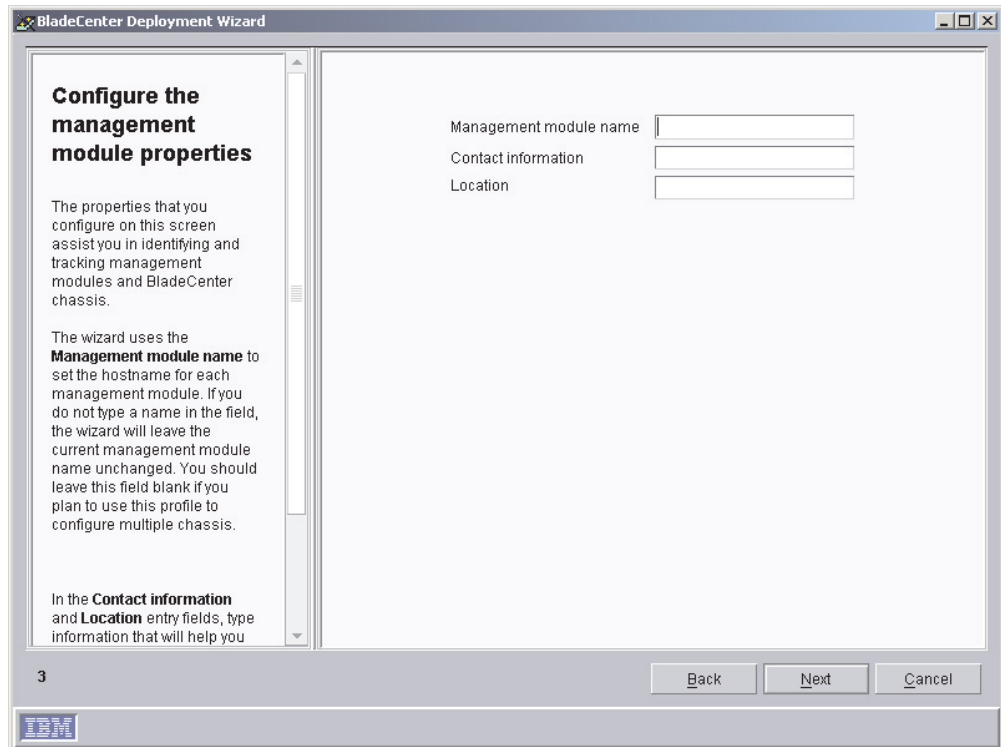 BladeCenter Deployment Wizard
Configure the
management
module properties
The properties that you
configure on this screen
assist you in identifying and
tracking management
modules and BladeCenter
chassis.
The wizard uses the
Management module name to
set the hostname for each
management module. If you
do not type a name in the field,
the wizard will leave the
current management module
name unchanged. You should
leave this field blank if you
plan to use this profile to
configure multiple chassis.
In the Contact information
and Location entry fields, type
information that will help you
Management module name
Contact information
Location
3
Back
Next
Cancel
IBM